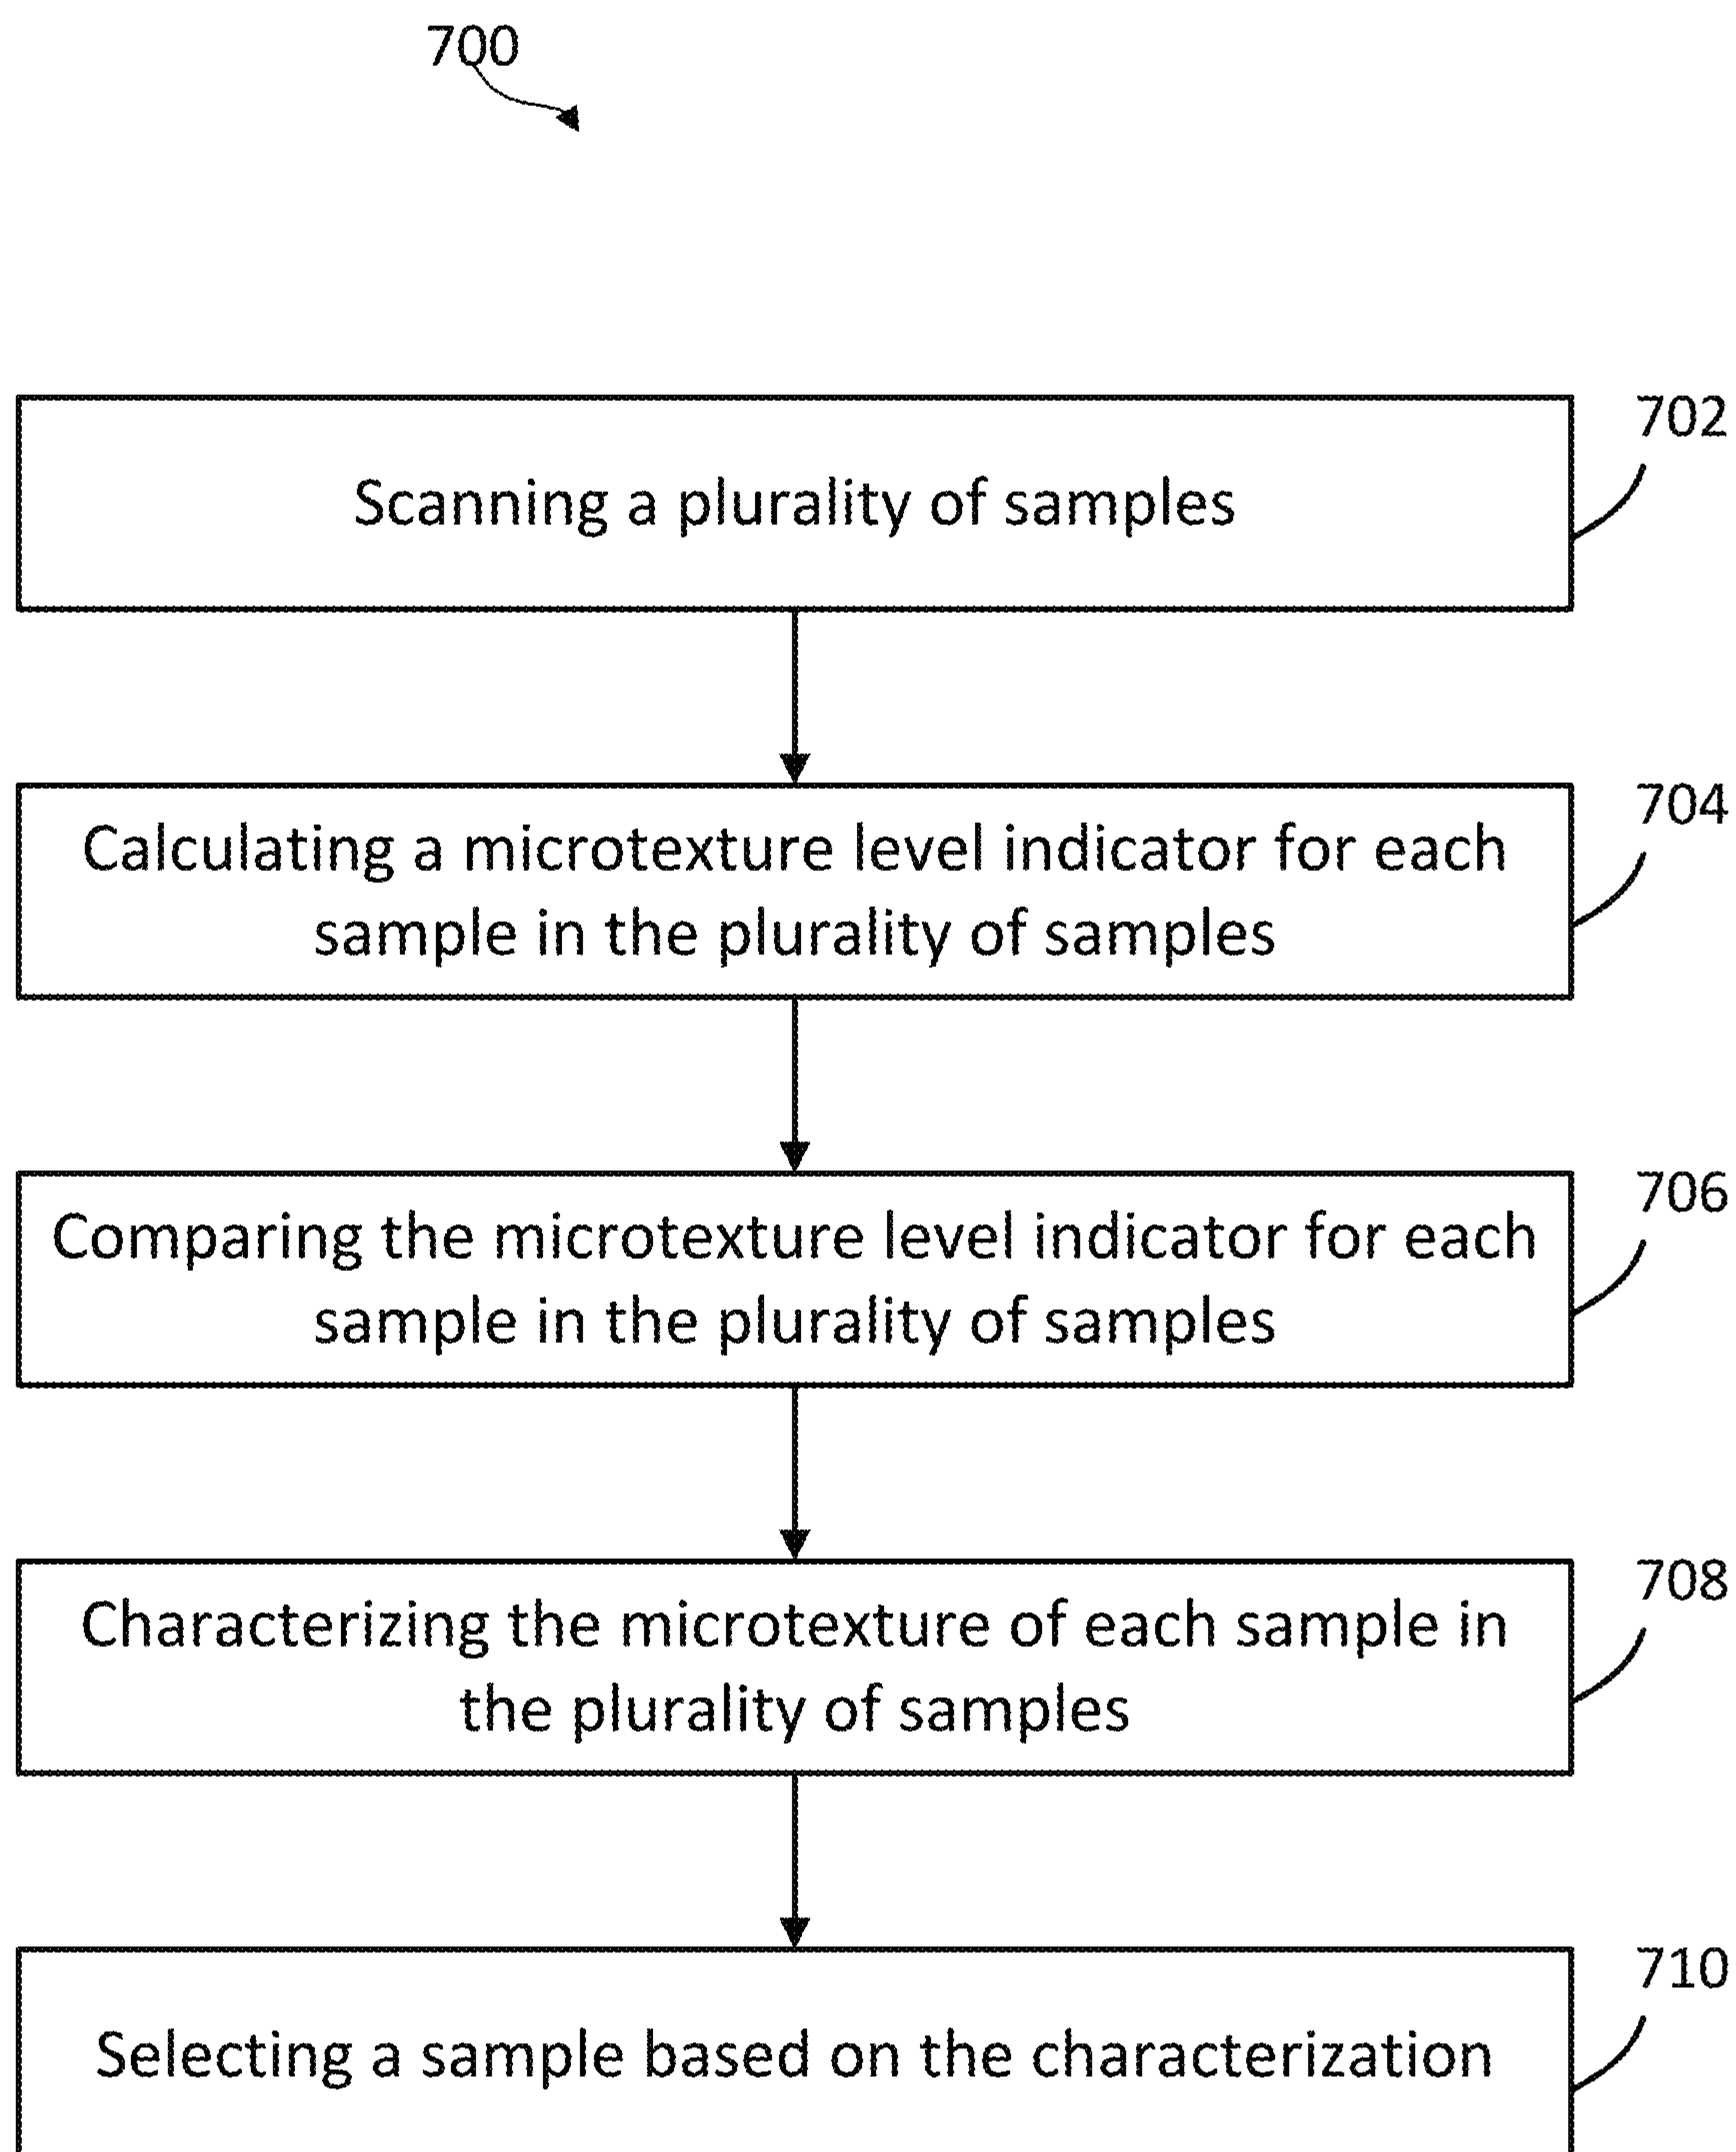 700
702
Scanning a plurality of samples
704
Calculating a microtexture level indicator for each
sample in the plurality of samples
706
Comparing the microtexture level indicator for each
sample in the plurality of samples
708
Characterizing the microtexture of each sample in
the plurality of samples
710
Selecting a sample based on the characterization